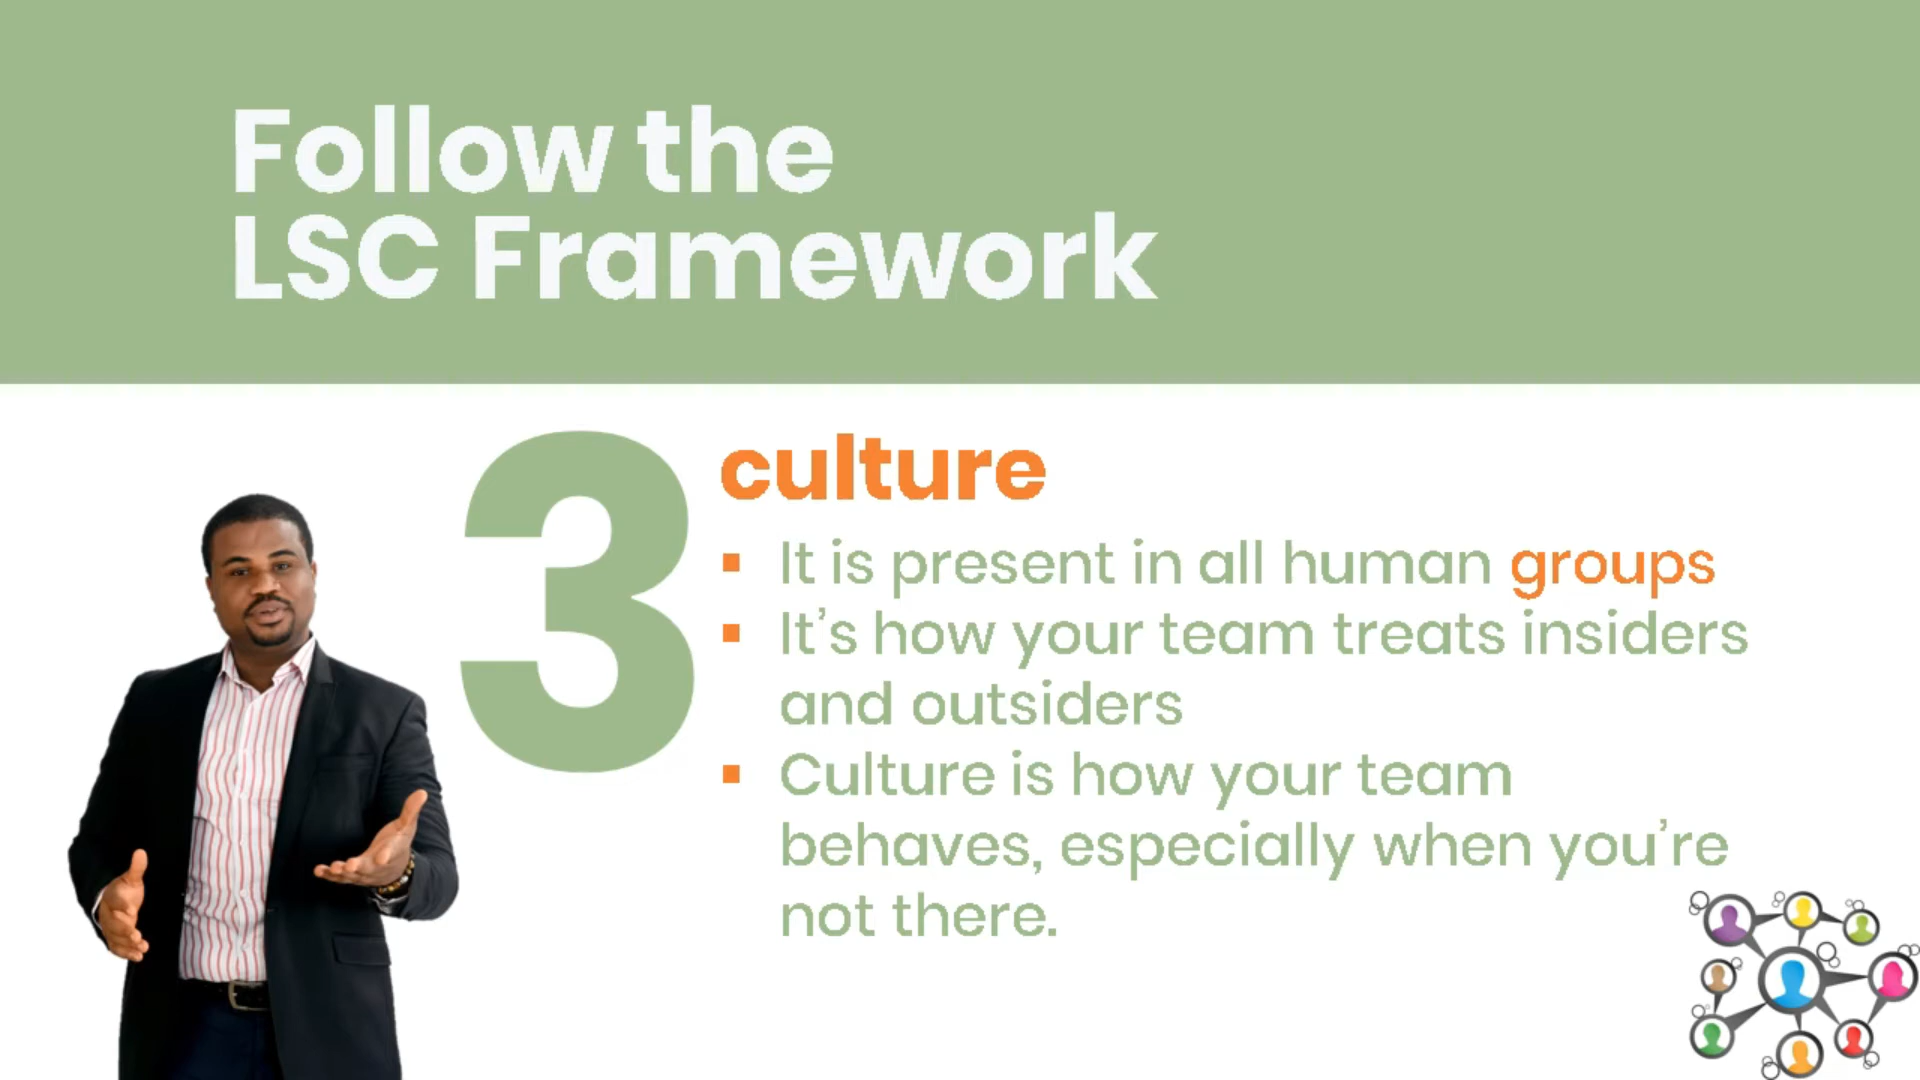 Follow the
LSC Framework
3
culture
▪ It is present in all human groups
▪ It's how your team treats insiders
and outsiders
▪ Culture is how your team
behaves, especially when you're
not there.